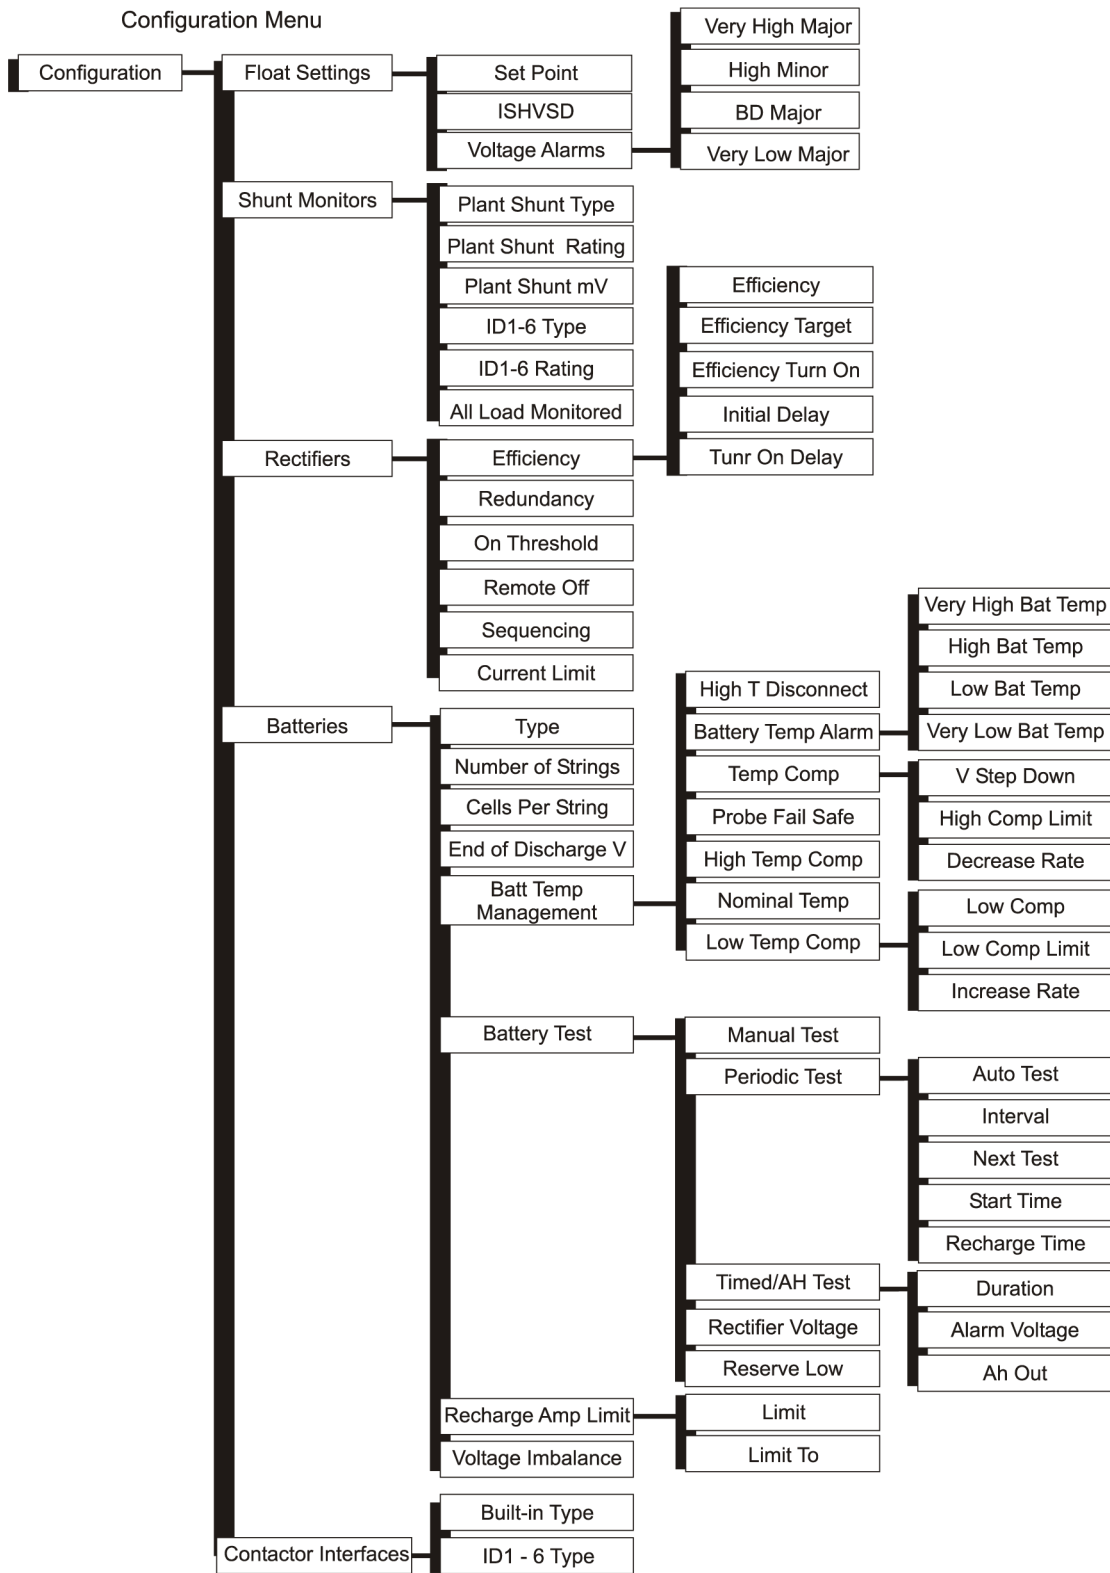 Configuration Menu
Configuration
Float Settings
Set Point
ISHVSD
Voltage Alarms
Very High Major
High Minor
BD Major
Very Low Major
Shunt Monitors
Plant Shunt Type
Plant Shunt Rating
Plant Shunt mV
ID1-6 Type
ID1-6 Rating
All Load Monitored
Rectifiers
Efficiency
Efficiency
Efficiency Target
Efficiency Turn On
Initial Delay
Tunr On Delay
Redundancy
On Threshold
Remote Off
Sequencing
Current Limit
Batteries
Type
Number of Strings
Cells Per String
End of Discharge V
Batt Temp
Management
High T Disconnect
Battery Temp Alarm
Very High Bat Temp
High Bat Temp
Low Bat Temp
Very Low Bat Temp
Temp Comp
V Step Down
High Comp Limit
Decrease Rate
Probe Fail Safe
High Temp Comp
Nominal Temp
Low Temp Comp
Low Comp
Low Comp Limit
Increase Rate
Battery Test
Manual Test
Periodic Test
Auto Test
Interval
Next Test
Start Time
Recharge Time
Timed/AH Test
Duration
Alarm Voltage
Ah Out
Rectifier Voltage
Reserve Low
Recharge Amp Limit
Limit
Limit To
Voltage Imbalance
Contactor Interfaces
Built-in Type
ID1 - 6 Type